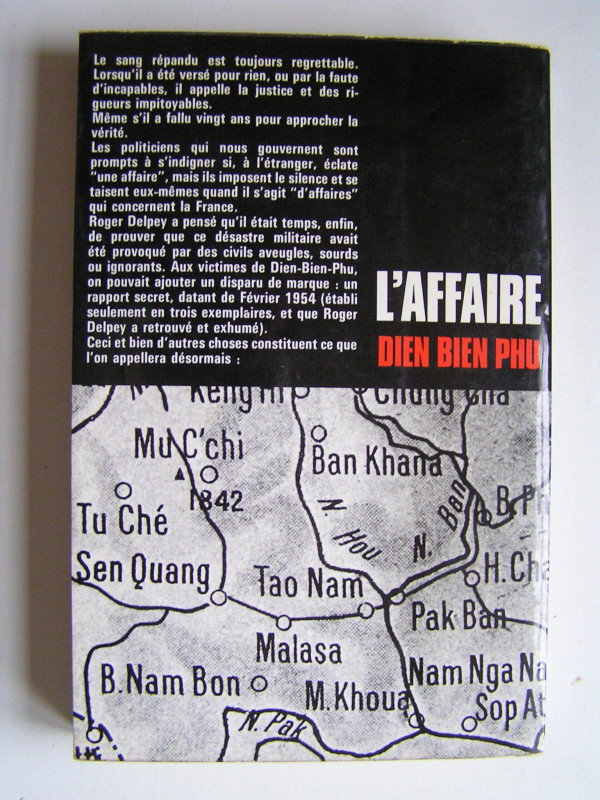 Le sang répandu est toujours regrettable.
Lorsqu'il a été versé pour rien, ou par la faute
d'incapables, il appelle la justice et des ri-
gueurs impitoyables.
Même s'il a fallu vingt ans pour approcher la
vérité.
Les politiciens qui nous gouvernent sont
prompts à s'indigner si, à l'étranger, éclate
"une affaire", mais ils imposent le silence et se
taisent eux-mêmes quand il s'agit "d'affaires"
qui concernent la France.
Roger Delpey a pensé qu'il était temps, enfin,
de prouver que ce désastre militaire avait
été provoqué par des civils aveugles, sourds
ou ignorants. Aux victimes de Dien-Bien-Phu,
on pouvait ajouter un disparu de marque : un
rapport secret, datant de Février 1954 (établi
seulement en trois exemplaires, et que Roger
Delpey a retrouvé et exhumé).
Ceci et bien d'autres choses constituent ce que
l'on appellera désormais :
L'AFFAIRE
DIEN BIEN PHU
Mu C'chi
Ban Khana
1842
Tu Ché
N. Hou
N. Ban
Sen Quang
Tao Nam
Pak Ban
Malasa
B.Nam Bon
M.Khoua
Nam Nga Na
Sop At
N. Pak